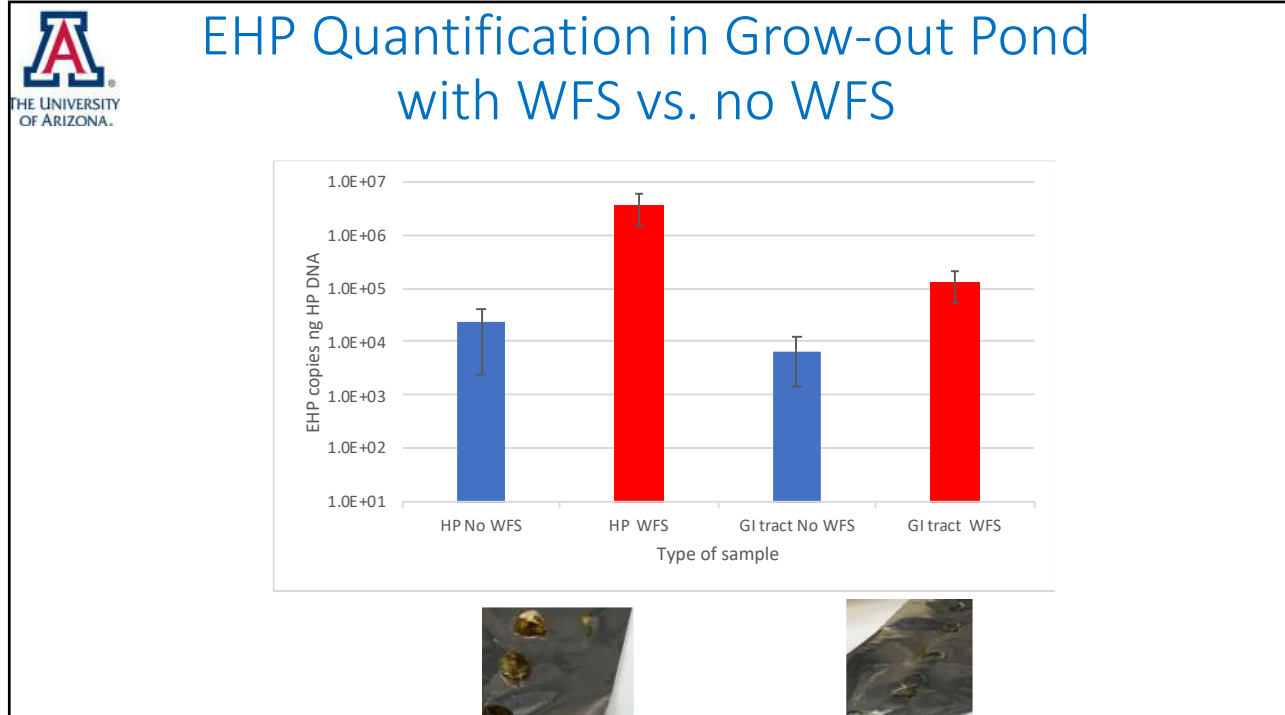 THE UNIVERSITY
OF ARIZONA.
EHP Quantification in Grow-out Pond
with WFS vs. no WFS
EHP copies ng HP DNA
1.0E+07
1.0E+06
1.0E+05
1.0E+04
1.0E+03
1.0E+02
1.0E+01
HP No WFS
HP WFS
GI tract No WFS
GI tract WFS
Type of sample